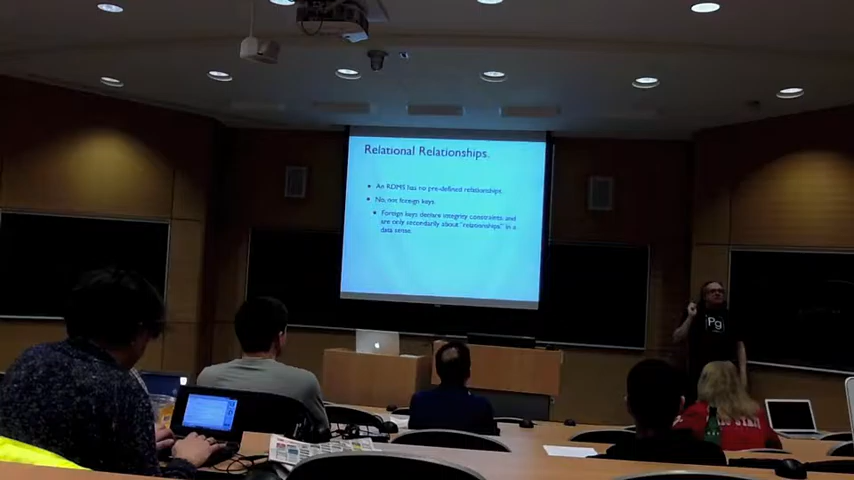 Relational Relationships.
An RDMS has no pre-defined relationships.
No, not foreign keys.
Foreign keys declares integrity constraints and
are only secondarily about "relationships" in a
data sense.
Pg